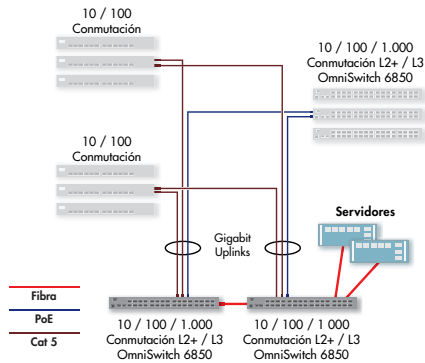 10 / 100
Conmutación
10 / 100 / 1.000
Conmutación L2+ / L3
OmniSwitch 6850
10 / 100
Conmutación
Servidores
Gigabit
Uplinks
Fibra
PoE
Cat 5
10 / 100 / 1.000
Conmutación L2+ / L3
OmniSwitch 6850
10 / 100 / 1 000
Conmutación L2+ / L3
OmniSwitch 6850